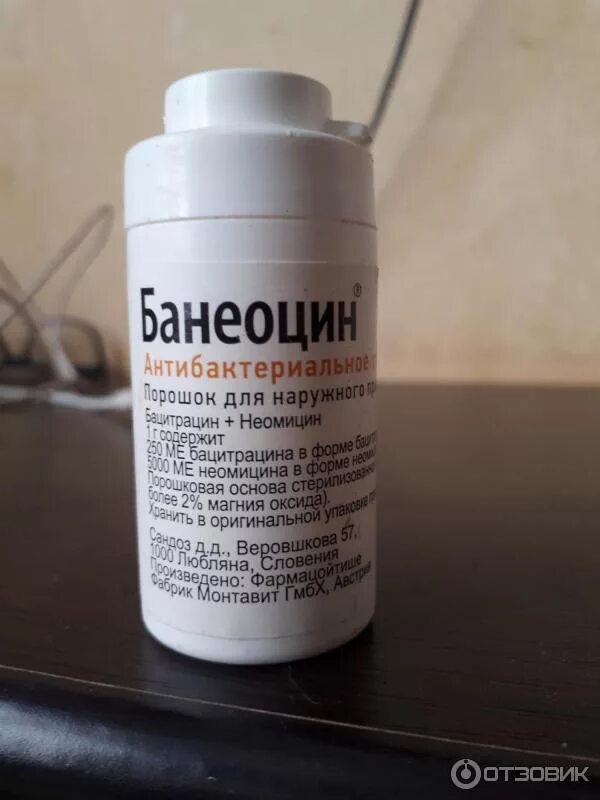 Банеоцин®
Антибактериальное
Порошок для наружного
Бацитрацин + Неомицин
1 г содержит
250 МЕ бацитрацина в форме
5000 МЕ неомицина в форме
Порошковая основа
более 2% магния оксида).
Хранить в оригинальной упаковке
Сандоз д.д., Веровшкова 57,
1000 Любляна, Словения
Произведено: Фармацойтише
Фабрик Монтавит ГмбХ, Австрия
ОТЗОВИК